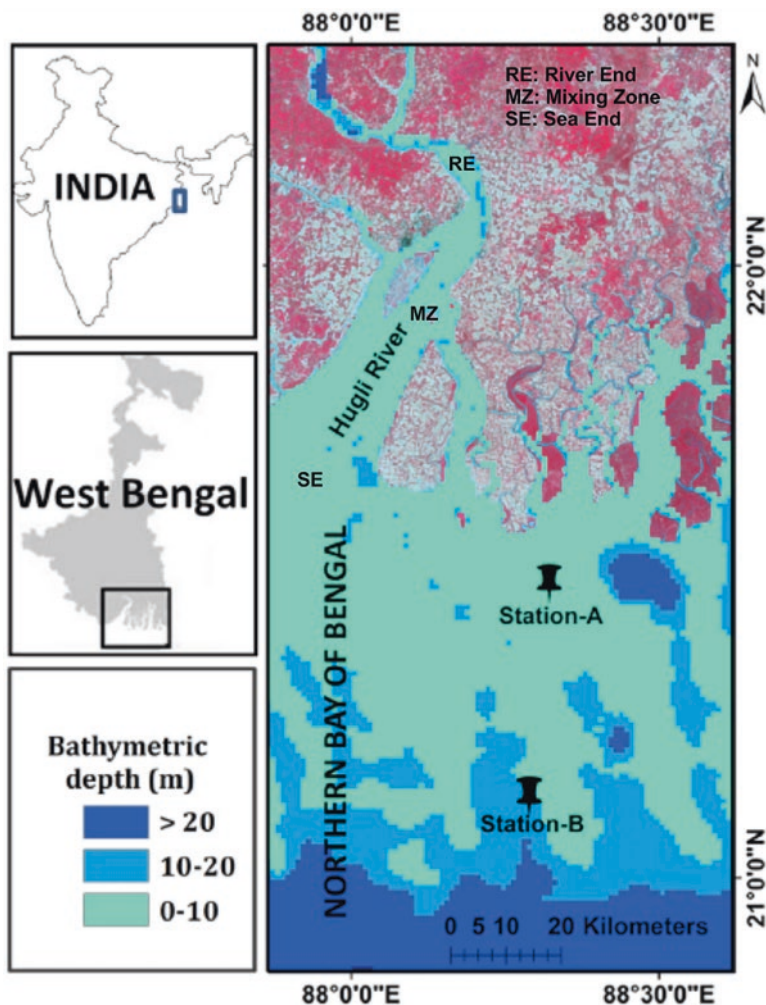 88°0'0"E
88°30'0"E
INDIA
RE: River End
MZ: Mixing Zone
SE: Sea End
N
RE
22°0'0"N
MZ
Hugli River
West Bengal
SE
NORTHERN BAY OF BENGAL
Station-A
Bathymetric
depth (m)
> 20
10-20
0-10
Station-B
21°0'0"N
0 5 10 20 Kilometers
88°0'0"E
88°30'0"E